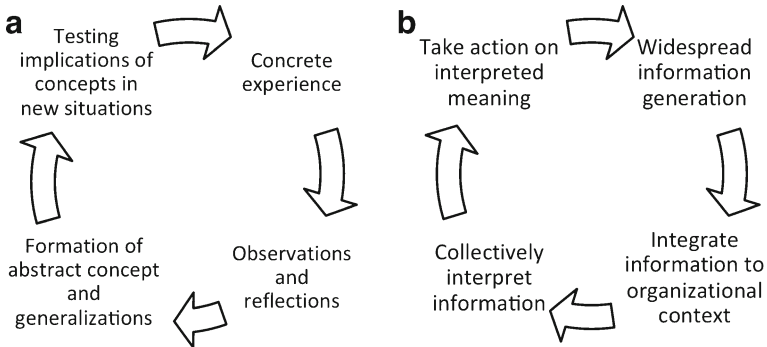 a
Testing
implications of
concepts in
new situations
Concrete
experience
Observations
and
reflections
Formation of
abstract concept
and
generalizations
b
Take action on
interpreted
meaning
Widespread
information
generation
Integrate
information to
organizational
context
Collectively
interpret
information